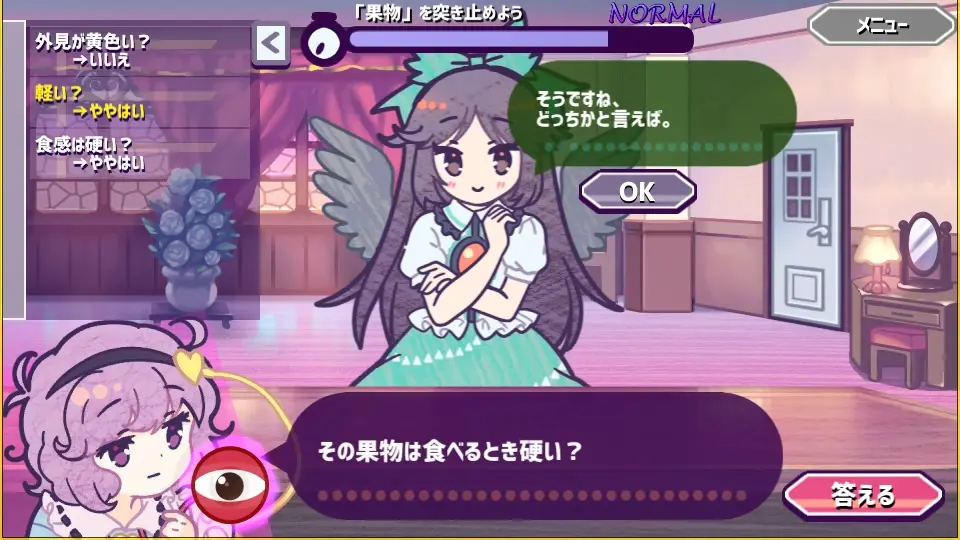 「果物」を突き止めよう
NORMAL
メニュー
外見が黄色い？
→いいえ
軽い？
→ややはい
食感は硬い？
→ややはい
そうですね、
どっちかと言えば。
OK
その果物は食べるとき硬い？
答える